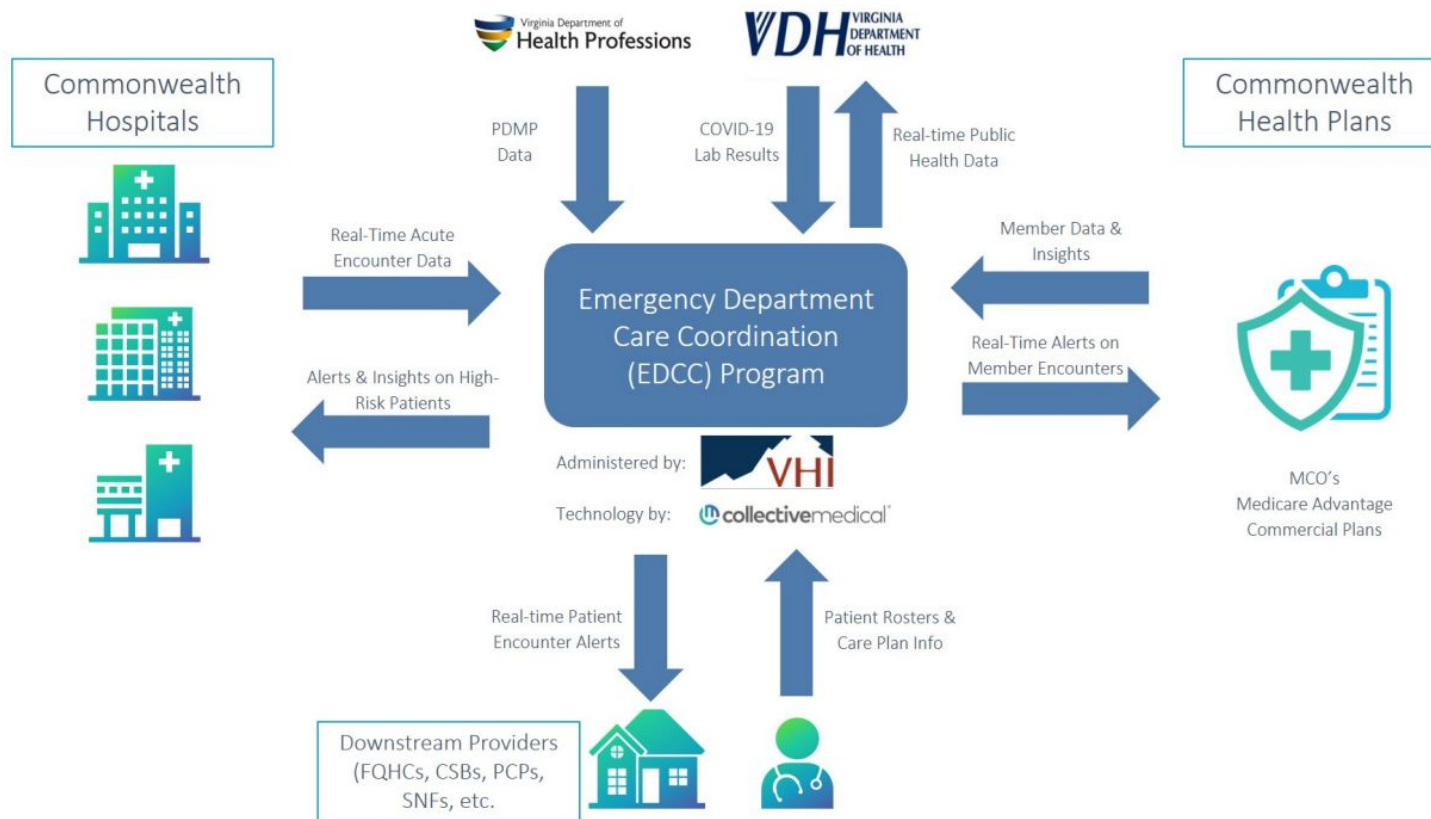 Virginia Department of
Health Professions
VDH VIRGINIA
DEPARTMENT
OF HEALTH
Commonwealth
Hospitals
Commonwealth
Health Plans
PDMP
Data
COVID-19
Lab Results
Real-time Public
Health Data
Real-Time Acute
Encounter Data
Member Data &
Insights
Emergency Department
Care Coordination
(EDCC) Program
Alerts & Insights on High-
Risk Patients
Real-Time Alerts on
Member Encounters
Administered by:
VHI
Technology by:
collectivemedical
MCO's
Medicare Advantage
Commercial Plans
Real-time Patient
Encounter Alerts
Patient Rosters &
Care Plan Info
Downstream Providers
(FQHCs, CSBs, PCPs,
SNFs, etc.